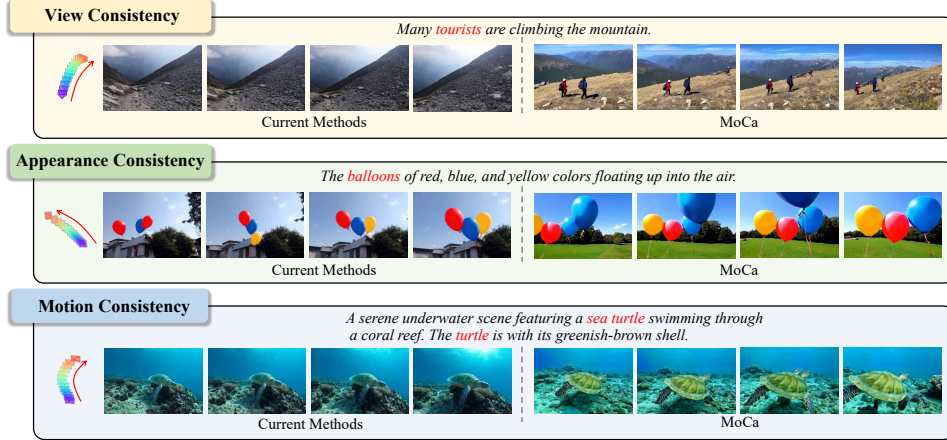 View Consistency
Many tourists are climbing the mountain.
Current Methods
MoCa
Appearance Consistency
The balloons of red, blue, and yellow colors floating up into the air.
Current Methods
MoCa
Motion Consistency
A serene underwater scene featuring a sea turtle swimming through
a coral reef. The turtle is with its greenish-brown shell.
Current Methods
MoCa